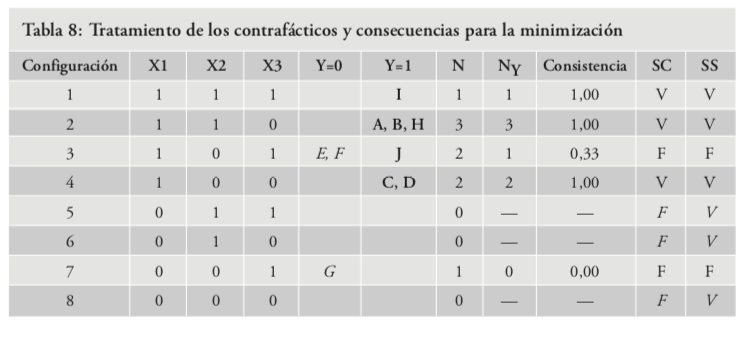 Tabla 8: Tratamiento de los contrafácticos y consecuencias para la minimización
Configuración X1 X2 X3 Y=0 Y=1 N NY Consistencia SC SS
1 1 1 1 I 1 1 1,00 V V
2 1 1 0 A, B, H 3 3 1,00 V V
3 1 0 1 E, F J 2 1 0,33 F F
4 1 0 0 C, D 2 2 1,00 V V
5 0 1 1 0 — — F V
6 0 1 0 0 — — F V
7 0 0 1 G 1 0 0,00 F F
8 0 0 0 0 — — F V